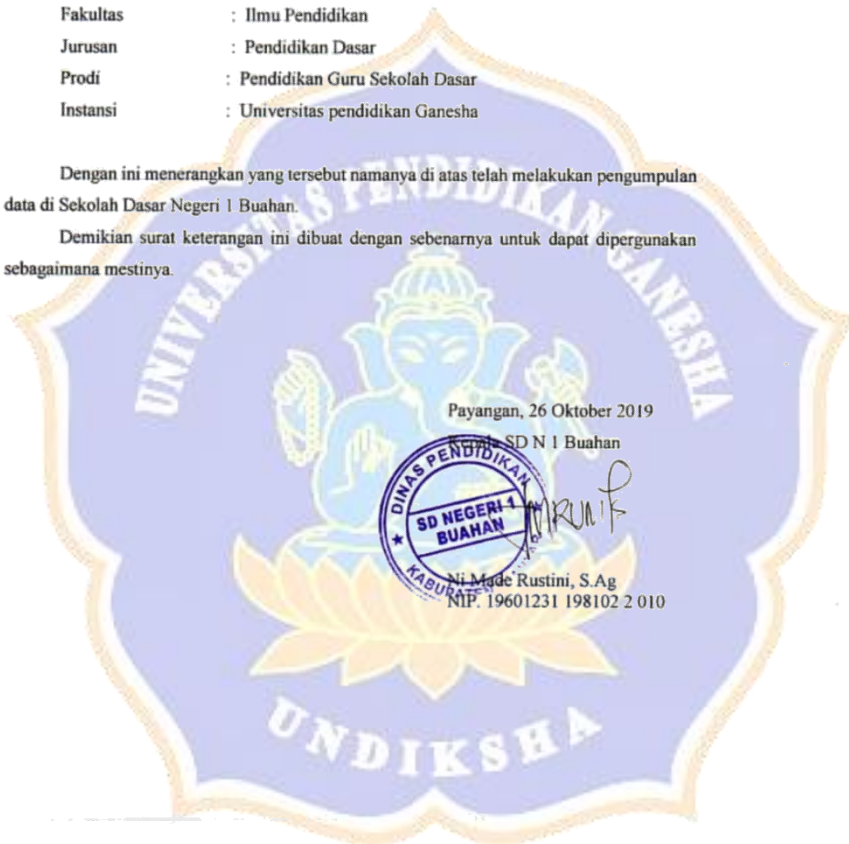 Fakultas : Ilmu Pendidikan
Jurusan : Pendidikan Dasar
Prodi : Pendidikan Guru Sekolah Dasar
Instansi : Universitas pendidikan Ganesha
Dengan ini menerangkan yang tersebut namanya di atas telah melakukan pengumpulan
data di Sekolah Dasar Negeri 1 Buahan.
Demikian surat keterangan ini dibuat dengan sebenarnya untuk dapat dipergunakan
sebagaimana mestinya.
UNIVERSITAS PENDIDIKAN GANESHA
Payangan, 26 Oktober 2019
Kepala SD N 1 Buahan
DINAS PENDIDIKAN
SD NEGERI 1
BUAHAN
KABUPATEN
Ni Made Rustini, S.Ag
NIP. 19601231 198102 2 010
UNDIKSHA